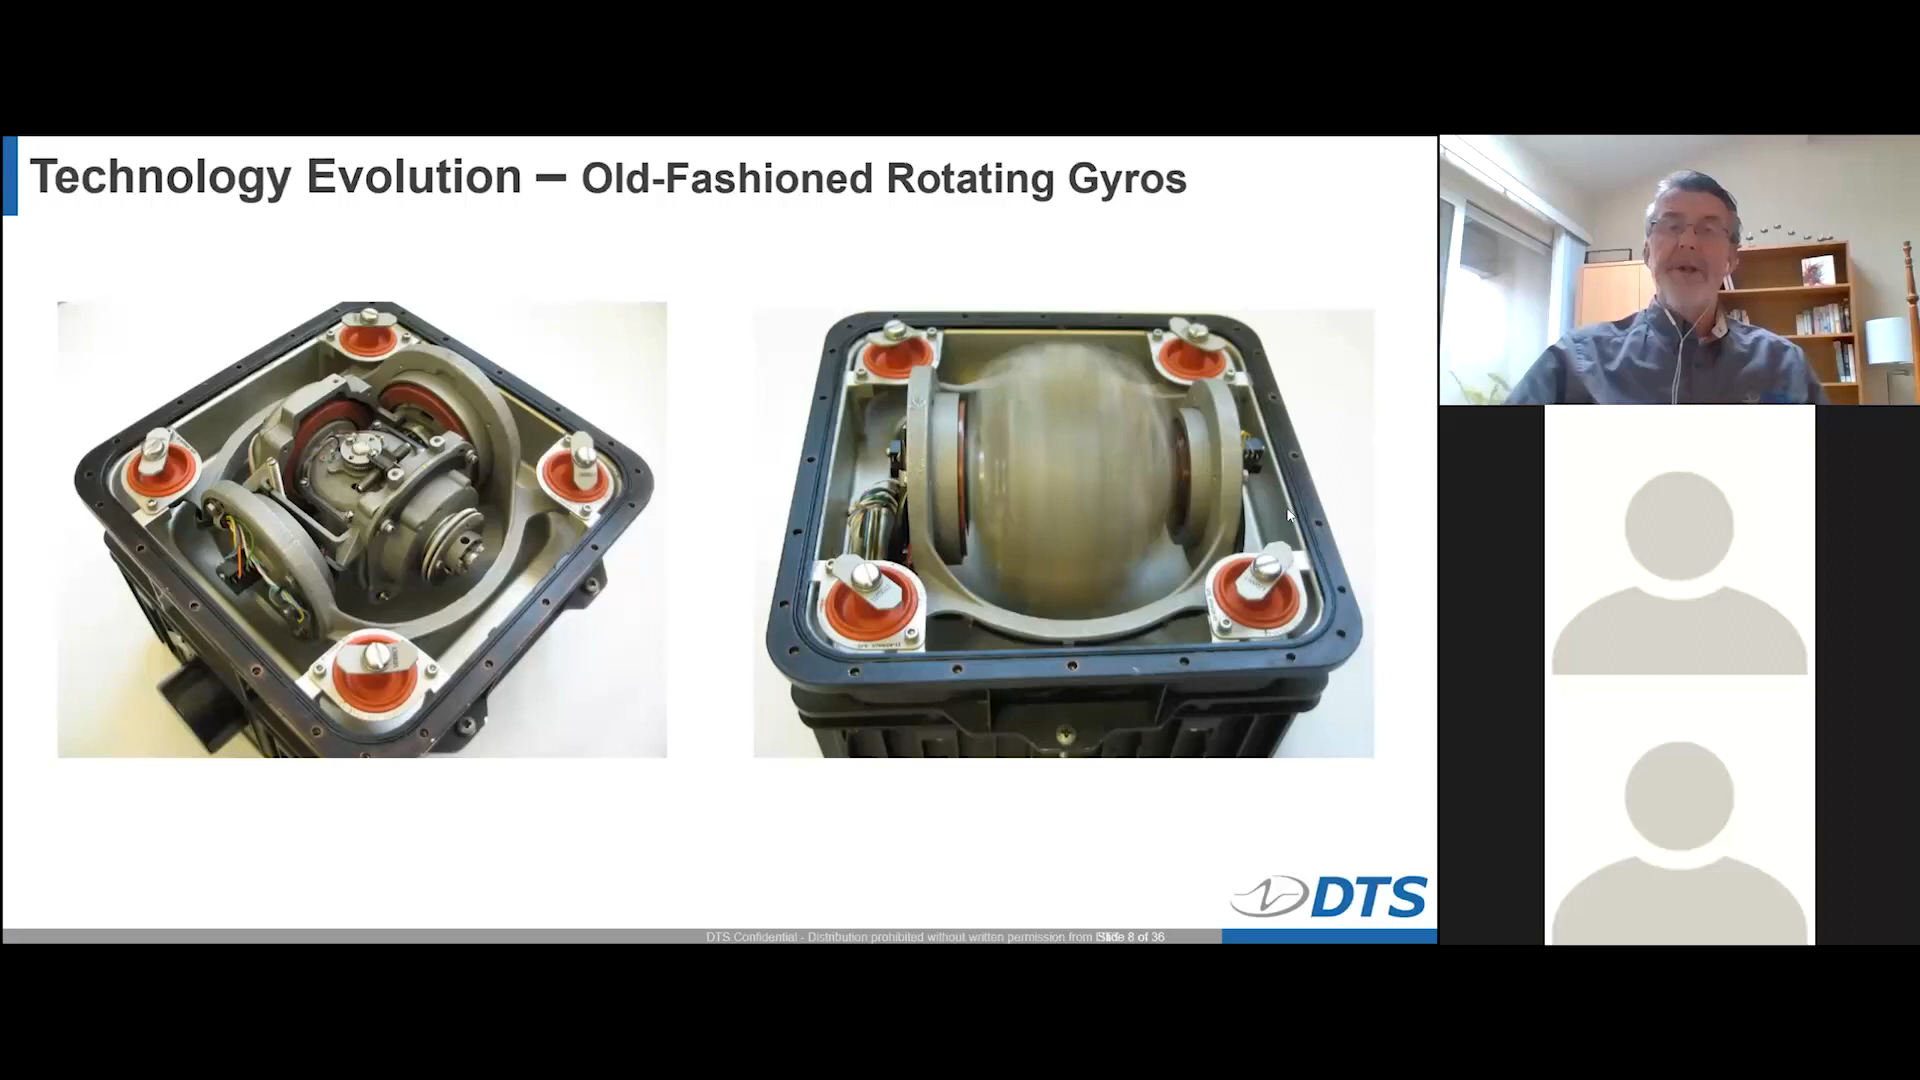 Technology Evolution – Old-Fashioned Rotating Gyros
DTS
DTS Confidential - Distribution prohibited without written permission from DTS
Slide 8 of 36